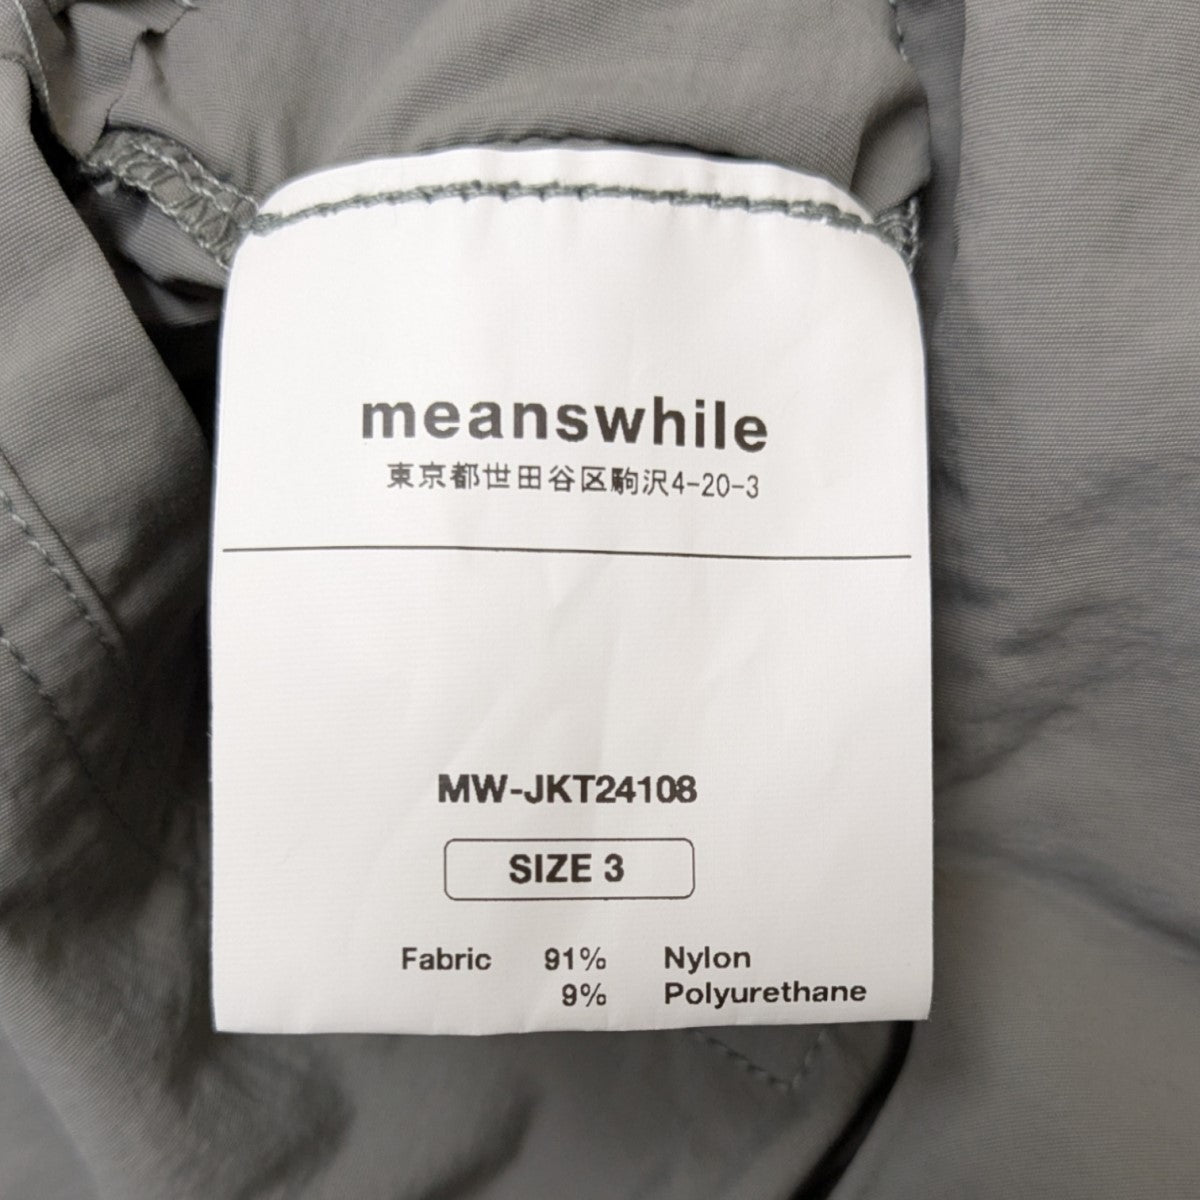 meanswhile
東京都世田谷区駒沢4-20-3
MW-JKT24108
SIZE 3
Fabric 91% Nylon
9% Polyurethane